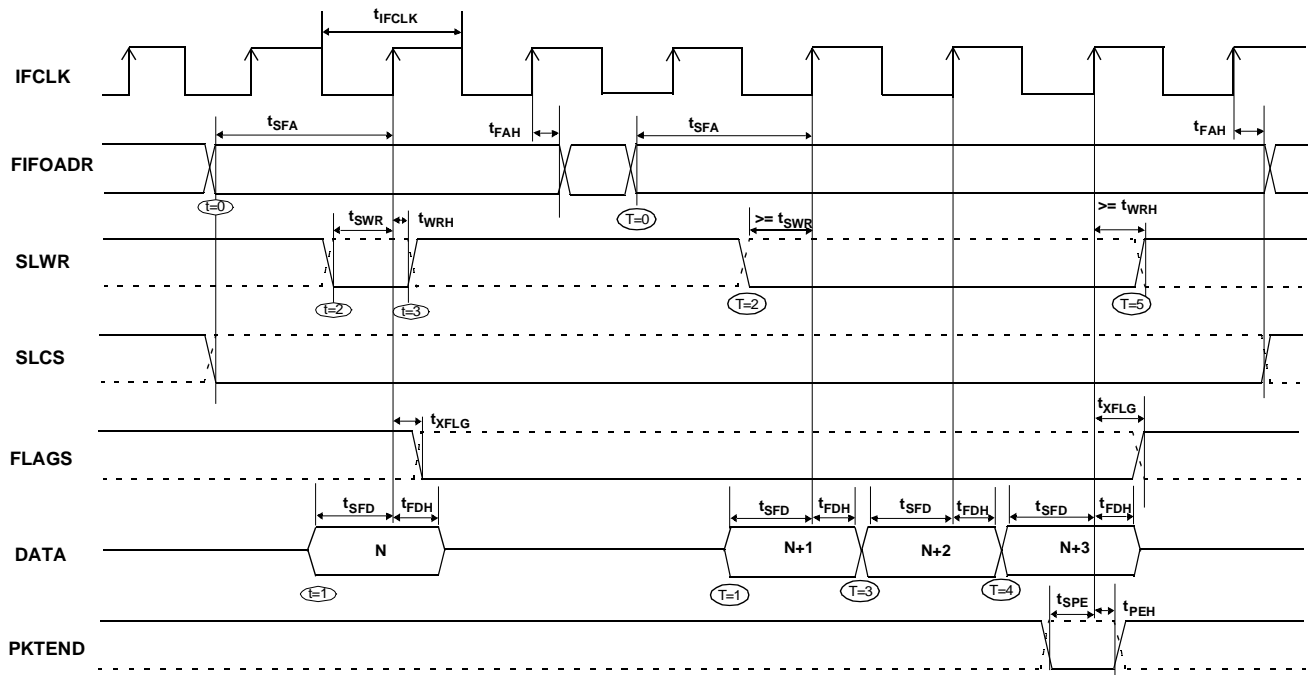 tIFCLK
IFCLK
tSFA
tFAH
tSFA
tFAH
FIFOADR
t=0
tSWR
tWRH
T=0
>= tSWR
>= tWRH
SLWR
t=2
t=3
T=2
T=5
SLCS
tXFLG
tXFLG
FLAGS
tSFD
tFDH
tSFD
tFDH
tSFD
tFDH
tSFD
tFDH
DATA
N
N+1
N+2
N+3
t=1
T=1
T=3
T=4
tSPE
tPEH
PKTEND